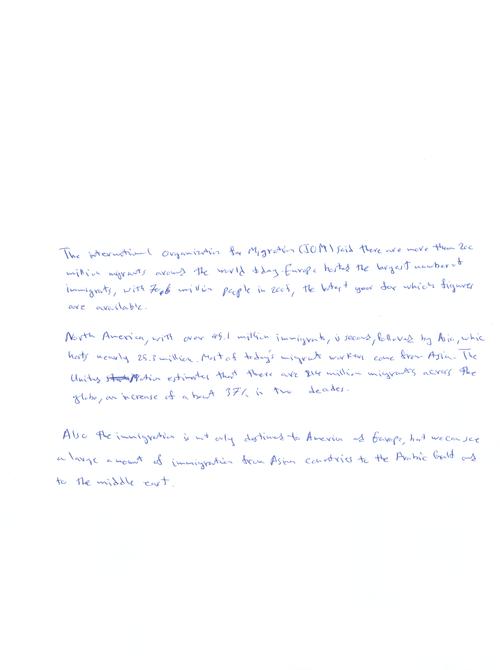 The international Organization for Migration (IOM) said there are more than 200
million migrants around the world today Europe hosted the largest number of
immigrants, with 70.6 million people in 2005, the latest year for which figures
are available.
North America, with over 45.1 million immigrants, is second, followed by Asia, whic
hosts nearly 25.3 million. Most of today's migrant workers come from Asia. The
United Nation estimates that there are 214 million migrants across the
globe, an increase of about 37% in two decades.
Also the immigration is not only destined to America and Europe, but we can see
a large amount of immigration from Asian countries to the Arabic Gulf and
to the middle east.